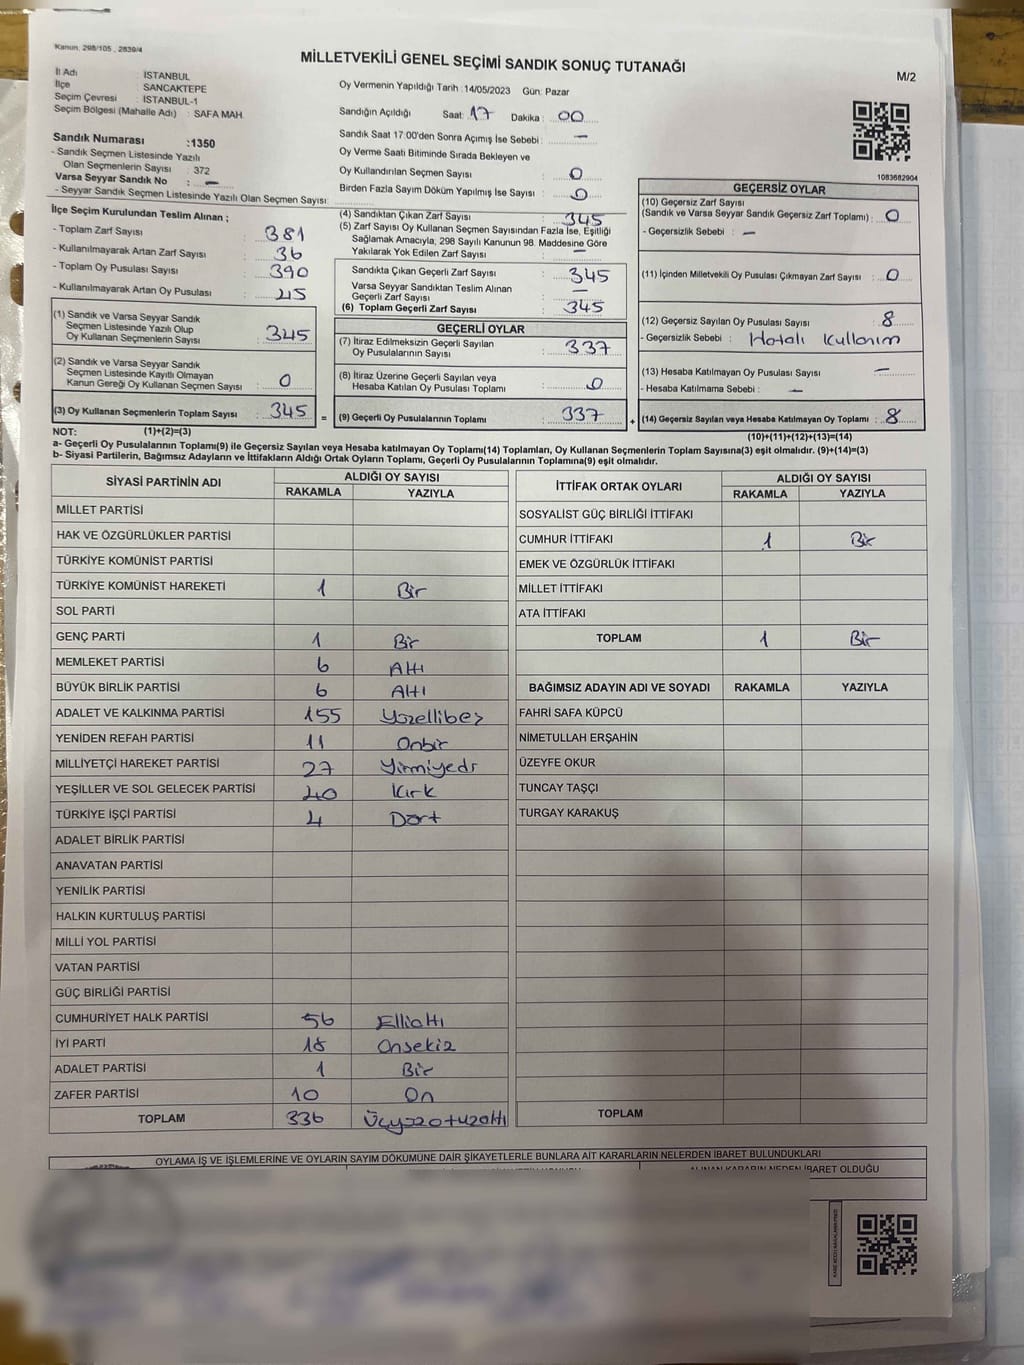 Kanun, 298/105 , 2839/4
MİLLETVEKİLİ GENEL SEÇİMİ SANDIK SONUÇ TUTANAĞI
M/2
İl Adı : İSTANBUL
İlçe : SANCAKTEPE
Seçim Çevresi : İSTANBUL-1
Seçim Bölgesi (Mahalle Adı) : SAFA MAH.
Sandık Numarası :1350
- Sandık Seçmen Listesinde Yazılı
Olan Seçmenlerin Sayısı : 372
Varsa Seyyar Sandık No : —
- Seyyar Sandık Seçmen Listesinde Yazılı Olan Seçmen Sayısı:
Oy Vermenin Yapıldığı Tarih :14/05/2023 Gün: Pazar
Sandığın Açıldığı Saat: 17 Dakika : 00
Sandık Saat 17:00'den Sonra Açımış İse Sebebi : —
Oy Verme Saati Bitiminde Sırada Bekleyen ve
Oy Kullandırılan Seçmen Sayısı : 0
Birden Fazla Sayım Döküm Yapılmış İse Sayısı : 0
1083682904
İlçe Seçim Kurulundan Teslim Alınan ;
- Toplam Zarf Sayısı : 381
- Kullanılmayarak Artan Zarf Sayısı : 36
- Toplam Oy Pusulası Sayısı : 390
- Kullanılmayarak Artan Oy Pusulası : 45
(1) Sandık ve Varsa Seyyar Sandık
Seçmen Listesinde Yazılı Olup
Oy Kullanan Seçmenlerin Sayısı : 345
(2) Sandık ve Varsa Seyyar Sandık
Seçmen Listesinde Kayıtlı Olmayan
Kanun Gereği Oy Kullanan Seçmen Sayısı : 0
(3) Oy Kullanan Seçmenlerin Toplam Sayısı : 345 =
(4) Sandıktan Çıkan Zarf Sayısı : 345
(5) Zarf Sayısı Oy Kullanan Seçmen Sayısından Fazla İse, Eşitliği
Sağlamak Amacıyla, 298 Sayılı Kanunun 98. Maddesine Göre
Yakılarak Yok Edilen Zarf Sayısı : —
Sandıkta Çıkan Geçerli Zarf Sayısı : 345
Varsa Seyyar Sandıktan Teslim Alınan
Geçerli Zarf Sayısı : —
(6) Toplam Geçerli Zarf Sayısı : 345
GEÇERLİ OYLAR
(7) İtiraz Edilmeksizin Geçerli Sayılan
Oy Pusulalarının Sayısı : 337
(8) İtiraz Üzerine Geçerli Sayılan veya
Hesaba Katılan Oy Pusulası Toplamı : 0
(9) Geçerli Oy Pusulalarının Toplamı : 337 +
GEÇERSİZ OYLAR
(10) Geçersiz Zarf Sayısı
(Sandık ve Varsa Seyyar Sandık Geçersiz Zarf Toplamı) : 0
- Geçersizlik Sebebi : —
(11) İçinden Milletvekili Oy Pusulası Çıkmayan Zarf Sayısı : 0
(12) Geçersiz Sayılan Oy Pusulası Sayısı : 8
- Geçersizlik Sebebi : Hatalı Kullanım
(13) Hesaba Katılmayan Oy Pusulası Sayısı : —
- Hesaba Katılmama Sebebi : —
(14) Geçersiz Sayılan veya Hesaba Katılmayan Oy Toplamı : 8
NOT: (1)+(2)=(3) (10)+(11)+(12)+(13)=(14)
a- Geçerli Oy Pusulalarının Toplamı(9) ile Geçersiz Sayılan veya Hesaba katılmayan Oy Toplamı(14) Toplamları, Oy Kullanan Seçmenlerin Toplam Sayısına(3) eşit olmalıdır. (9)+(14)=(3)
b- Siyasi Partilerin, Bağımsız Adayların ve İttifakların Aldığı Oyların Toplamı, Geçerli Oy Pusulalarının Toplamına(9) eşit olmalıdır.
SİYASİ PARTİNİN ADI ALDIĞI OY SAYISI
RAKAMLA YAZIYLA
MİLLET PARTİSİ
HAK VE ÖZGÜRLÜKLER PARTİSİ
TÜRKİYE KOMÜNİST PARTİSİ
TÜRKİYE KOMÜNİST HAREKETİ 1 Bir
SOL PARTİ
GENÇ PARTİ 1 Bir
MEMLEKET PARTİSİ 6 Altı
BÜYÜK BİRLİK PARTİSİ 6 Altı
ADALET VE KALKINMA PARTİSİ 155 Yüzellibeş
YENİDEN REFAH PARTİSİ 11 Onbir
MİLLİYETÇİ HAREKET PARTİSİ 27 Yirmiyedi
YEŞİLLER VE SOL GELECEK PARTİSİ 40 Kırk
TÜRKİYE İŞÇİ PARTİSİ 4 Dört
ADALET BİRLİK PARTİSİ
ANAVATAN PARTİSİ
YENİLİK PARTİSİ
HALKIN KURTULUŞ PARTİSİ
MİLLİ YOL PARTİSİ
VATAN PARTİSİ
GÜÇ BİRLİĞİ PARTİSİ
CUMHURİYET HALK PARTİSİ 56 Ellialtı
İYİ PARTİ 18 Onsekiz
ADALET PARTİSİ 1 Bir
ZAFER PARTİSİ 10 On
TOPLAM 336 Üçyüzotuzaltı
İTTİFAK ORTAK OYLARI ALDIĞI OY SAYISI
RAKAMLA YAZIYLA
SOSYALİST GÜÇ BİRLİĞİ İTTİFAKI
CUMHUR İTTİFAKI 1 Bir
EMEK VE ÖZGÜRLÜK İTTİFAKI
MİLLET İTTİFAKI
ATA İTTİFAKI
TOPLAM 1 Bir
BAĞIMSIZ ADAYIN ADI VE SOYADI RAKAMLA YAZIYLA
FAHRİ SAFA KÜPCÜ
NİMETULLAH ERŞAHİN
ÜZEYFE OKUR
TUNCAY TAŞÇI
TURGAY KARAKUŞ
TOPLAM
OYLAMA İŞ VE İŞLEMLERİNE VE OYLARIN SAYIM DÖKÜMÜNE DAİR ŞİKAYETLERLE BUNLARA AİT KARARLARIN NELERDEN İBARET BULUNDUKLARI
ALINAN KARARIN NEDEN İBARET OLDUĞU